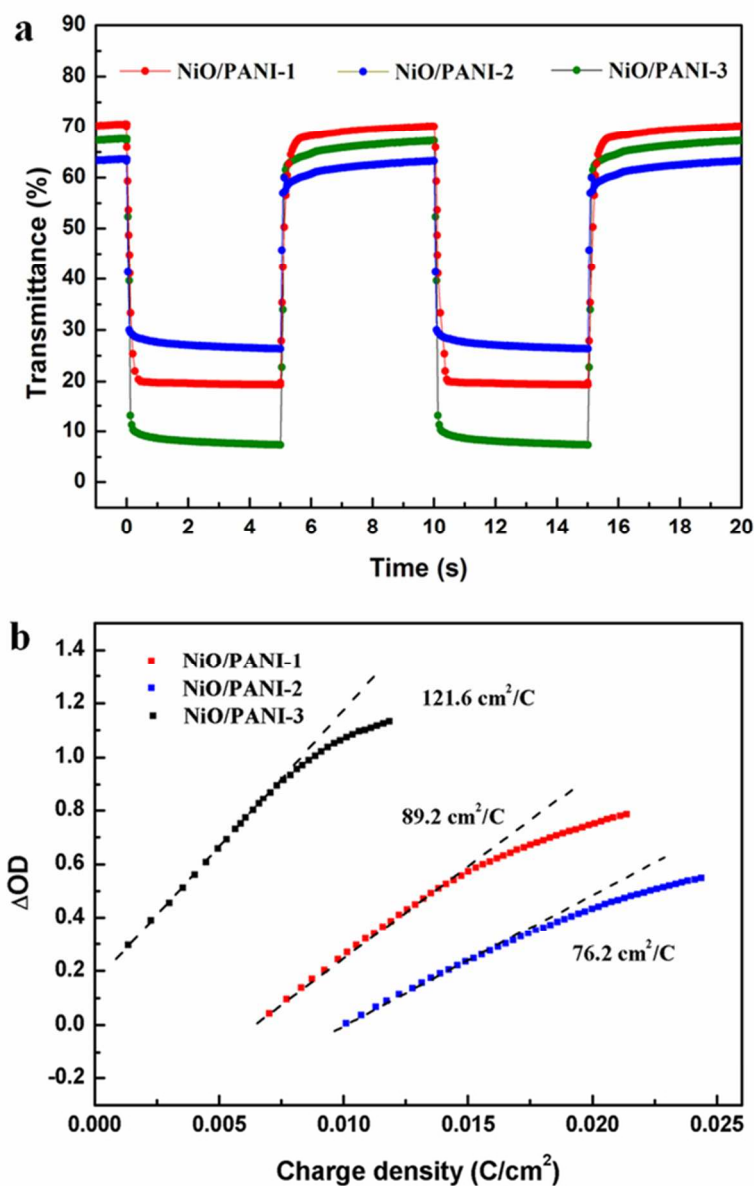 a
90
80
70
60
50
40
30
20
10
0
Transmittance (%)
NiO/PANI-1 NiO/PANI-2 NiO/PANI-3
0 2 4 6 8 10 12 14 16 18 20
Time (s)
b
1.4
1.2
1.0
0.8
0.6
0.4
0.2
0.0
-0.2
ΔOD
NiO/PANI-1
NiO/PANI-2
NiO/PANI-3
121.6 cm²/C
89.2 cm²/C
76.2 cm²/C
0.000 0.005 0.010 0.015 0.020 0.025
Charge density (C/cm²)